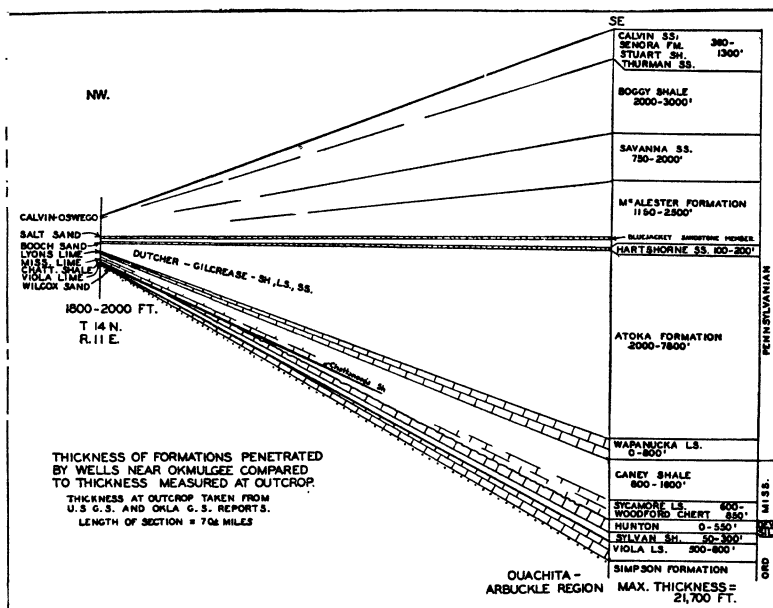 SE
NW.
CALVIN SS;
SENORA FM. 380-
STUART SH. 1300'
THURMAN SS.
BOGGY SHALE
2000-3000'
SAVANNA SS.
750-2000'
McALESTER FORMATION
1150-2500'
BLUEJACKET SANDSTONE MEMBER
HARTSHORNE SS. 100-200'
ATOKA FORMATION
2000-7800'
WAPANUCKA LS.
0-800'
CANEY SHALE
800-1600'
SYCAMORE LS. 600-
WOODFORD CHERT 850'
HUNTON 0-550'
SYLVAN SH. 50-300'
VIOLA LS. 500-800'
SIMPSON FORMATION
PENNSYLVANIAN
MISS.
ORD
CALVIN-OSWEGO
SALT SAND
BOOCH SAND
LYONS LIME
MISS. LIME
CHATT. SHALE
VIOLA LIME
WILCOX SAND
DUTCHER - GILCREASE - SH., LS., SS.
Chattanooga Sh.
1800-2000 FT.
T 14 N.
R. 11 E.
THICKNESS OF FORMATIONS PENETRATED
BY WELLS NEAR OKMULGEE COMPARED
TO THICKNESS MEASURED AT OUTCROP.
THICKNESS AT OUTCROP TAKEN FROM
U.S G.S. AND OKLA G.S. REPORTS.
LENGTH OF SECTION = 70± MILES
OUACHITA-
ARBUCKLE REGION
MAX. THICKNESS=
21,700 FT.